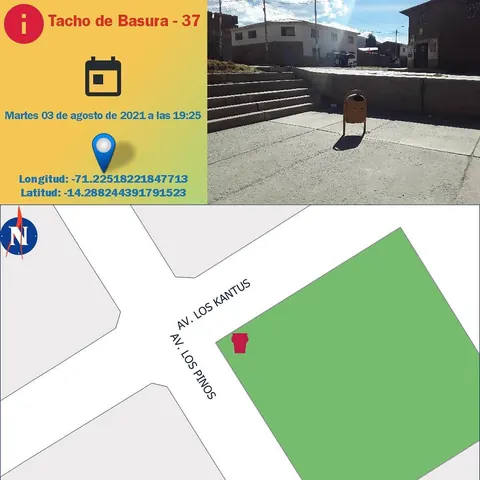 i
Tacho de Basura - 37
Martes 03 de agosto de 2021 a las 19:25
Longitud: -71.22518221847713
Latitud: -14.288244391791523
N
AV. LOS KANTUS
AV. LOS PINOS